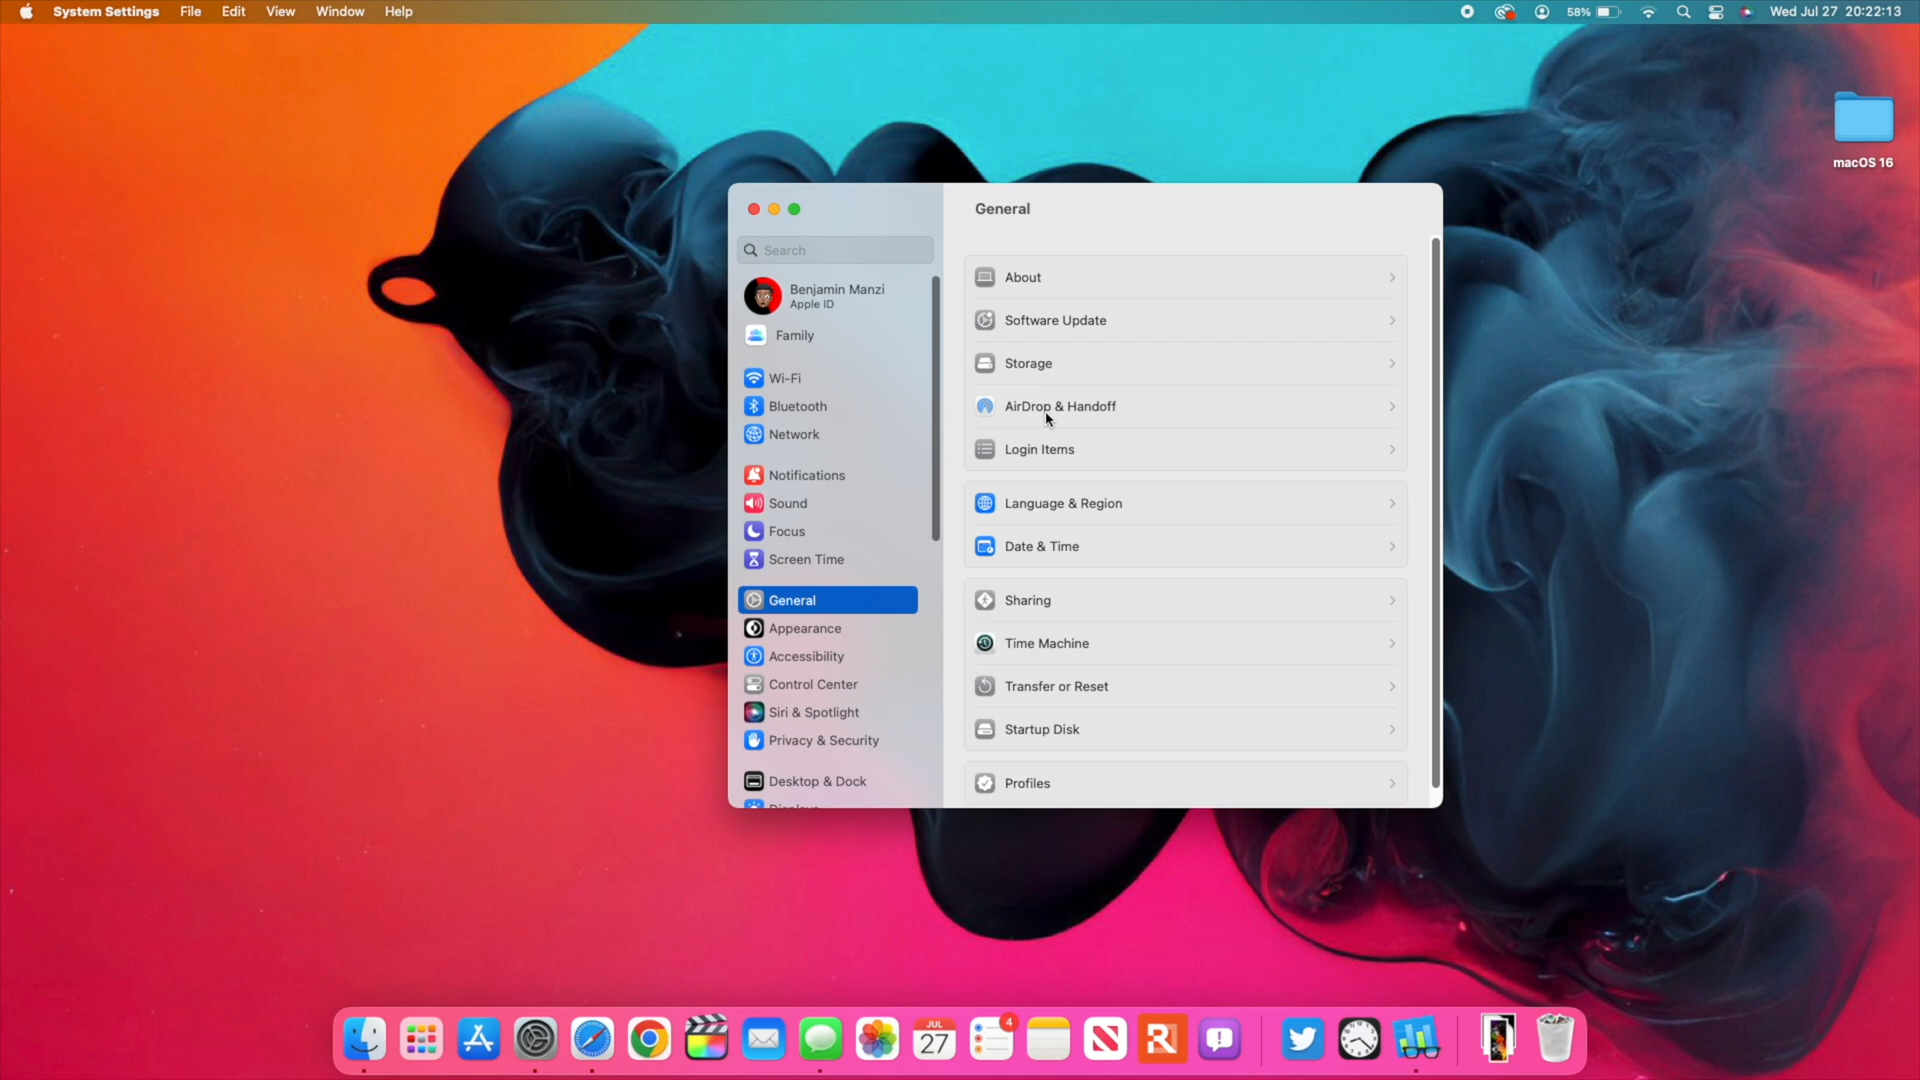 System Settings File Edit View Window Help 58% Wed Jul 27 20:22:13
macOS 16
General
Search
Benjamin Manzi
Apple ID
Family
Wi-Fi
Bluetooth
Network
Notifications
Sound
Focus
Screen Time
General
Appearance
Accessibility
Control Center
Siri & Spotlight
Privacy & Security
Desktop & Dock
Displays
About
Software Update
Storage
AirDrop & Handoff
Login Items
Language & Region
Date & Time
Sharing
Time Machine
Transfer or Reset
Startup Disk
Profiles
JUL
27
4